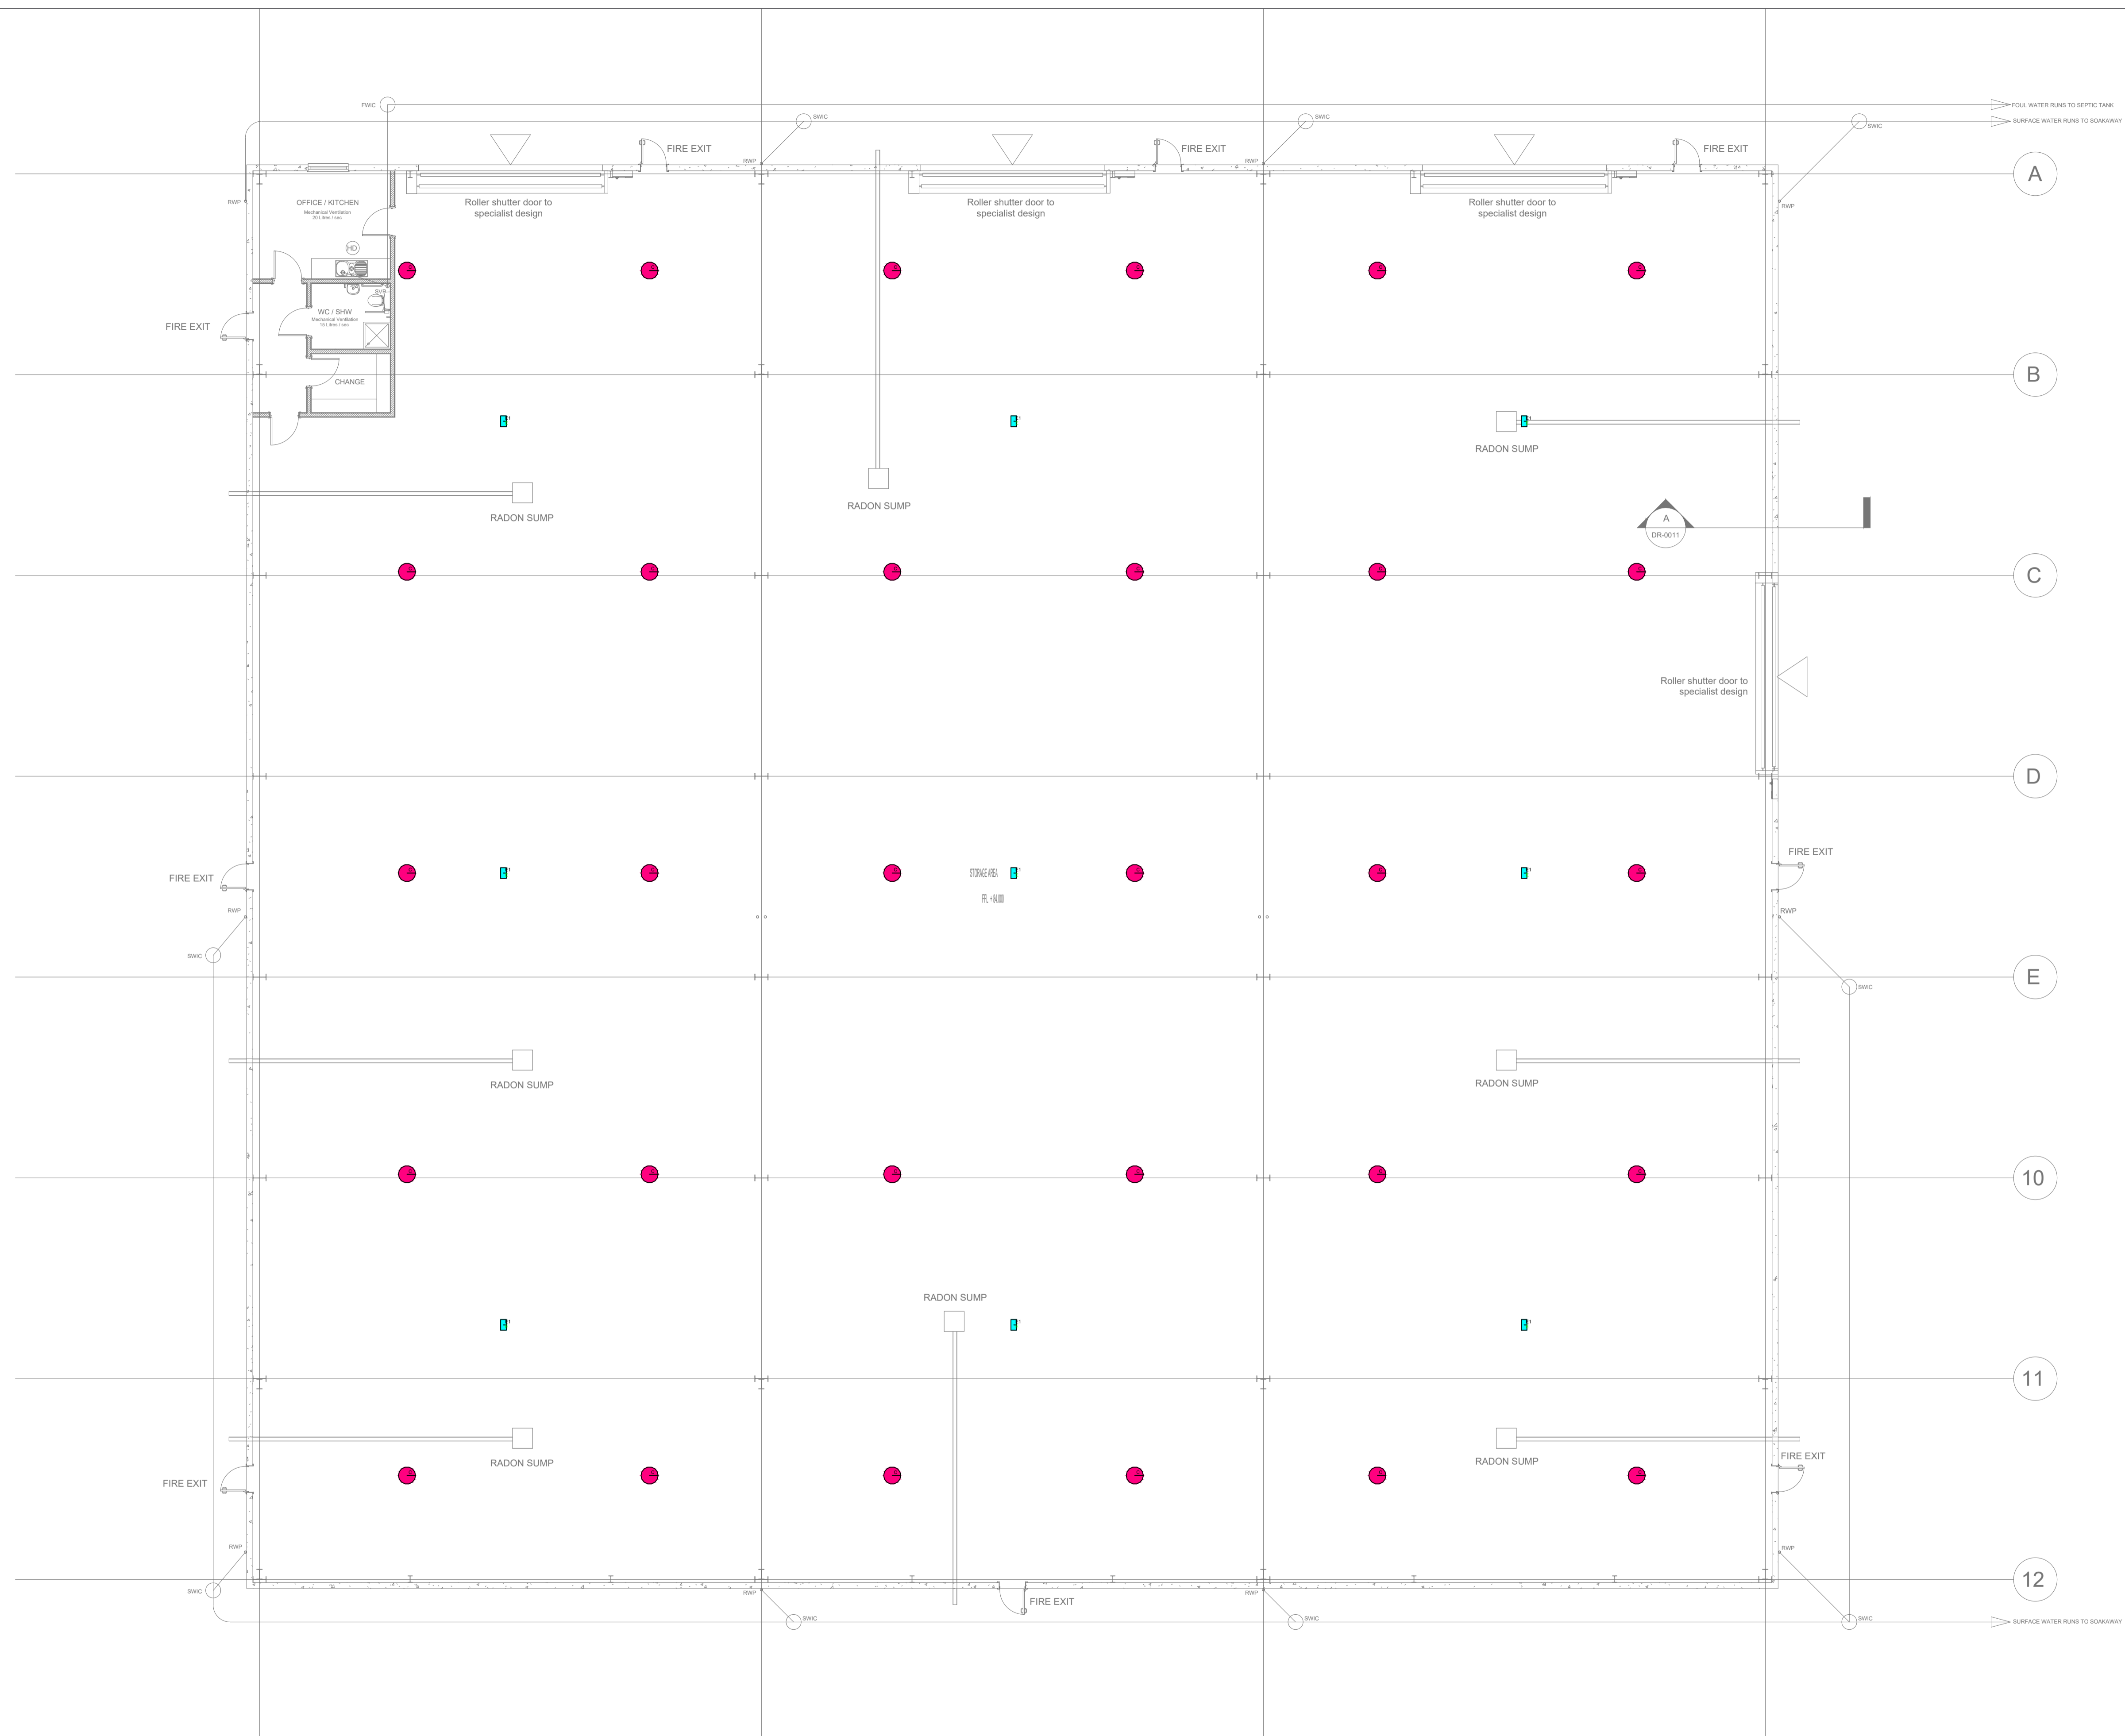 FWIC
FOUL WATER RUNS TO SEPTIC TANK
SWIC
SWIC
SURFACE WATER RUNS TO SOAKAWAY
SWIC
FIRE EXIT
FIRE EXIT
FIRE EXIT
RWP
RWP
A
RWP
OFFICE / KITCHEN
Mechanical Ventilation
20 Litres / sec
Roller shutter door to
specialist design
Roller shutter door to
specialist design
Roller shutter door to
specialist design
RWP
HD
SVP
WC / SHW
Mechanical Ventilation
15 Litres / sec
FIRE EXIT
CHANGE
B
RADON SUMP
RADON SUMP
RADON SUMP
A
DR-0011
C
Roller shutter door to
specialist design
D
FIRE EXIT
FIRE EXIT
STORAGE AREA
FFL + 84.000
RWP
RWP
SWIC
E
SWIC
RADON SUMP
RADON SUMP
10
RADON SUMP
11
RADON SUMP
RADON SUMP
FIRE EXIT
FIRE EXIT
RWP
RWP
12
SWIC
RWP
RWP
FIRE EXIT
SWIC
SWIC
SWIC
SURFACE WATER RUNS TO SOAKAWAY